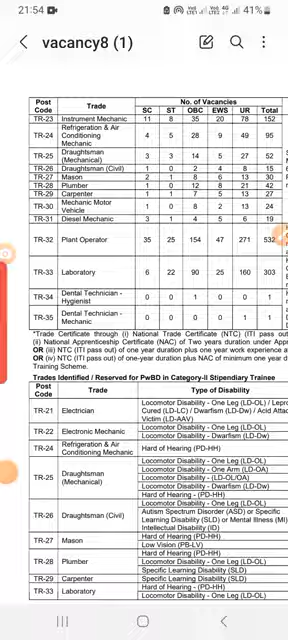 21:54 41%
vacancy8 (1)
Post Code Trade No. of Vacancies
SC ST OBC EWS UR Total
TR-23 Instrument Mechanic 11 8 35 20 78 152
TR-24 Refrigeration & Air Conditioning Mechanic 4 5 28 9 49 95
TR-25 Draughtsman (Mechanical) 3 3 14 5 27 52
TR-26 Draughtsman (Civil) 1 0 2 4 8 15
TR-27 Mason 2 1 8 6 13 30
TR-28 Plumber 1 0 12 8 21 42
TR-29 Carpenter 1 1 7 5 13 27
TR-30 Mechanic Motor Vehicle 1 0 8 2 13 24
TR-31 Diesel Mechanic 3 1 4 5 6 19
TR-32 Plant Operator 35 25 154 47 271 532
TR-33 Laboratory 6 22 90 25 160 303
TR-34 Dental Technician - Hygienist 0 0 1 0 0 1
TR-35 Dental Technician - Mechanic 0 0 0 0 1 1
*Trade Certificate through (i) National Trade Certificate (NTC) (ITI pass out)
(ii) National Apprentice Certificate (NAC) of Two years duration under Appr
OR (iii) NTC (ITI pass out) of one year duration plus one year work experience a
OR (iv) NTC (ITI pass out) of one-year duration plus NAC of minimum one year d
Training Scheme.
Trades Identified / Reserved for PwBD in Category-II Stipendiary Trainee
Post Code Trade Type of Disability
TR-21 Electrician Locomotor Disability - One Leg (LD-OL) / Lepro
Cured (LD-LC) / Dwarfism (LD-Dw) / Acid Attac
Victim (LD-AAV)
TR-22 Electronic Mechanic Locomotor Disability - One Leg (LD-OL)
Locomotor Disability - Dwarfism (LD-Dw)
TR-24 Refrigeration & Air Conditioning Mechanic Hard of Hearing - (PD-HH)
TR-25 Draughtsman (Mechanical) Locomotor Disability - One Leg (LD-OL)
Locomotor Disability - One Arm (LD-OA)
Locomotor Disability - (LD-OL/OA)
Locomotor Disability - Dwarfism (LD-Dw)
Hard of Hearing - (PD-HH)
TR-26 Draughtsman (Civil) Locomotor Disability - One Leg (LD-OL)
Autism Spectrum Disorder (ASD) or Specific
Learning Disability (SLD) or Mental Illness (MI)
Intellectual Disability (ID)
TR-27 Mason Hard of Hearing (PD-HH)
Low Vision (PB-LV)
TR-28 Plumber Hard of Hearing (PD-HH)
Locomotor Disability - One Leg (LD-OL)
Specific Learning Disability (SLD)
TR-29 Carpenter Specific Learning Disability (SLD)
TR-33 Laboratory Hard of Hearing (PD-HH)
Locomotor Disability - One Leg (LD-OL)